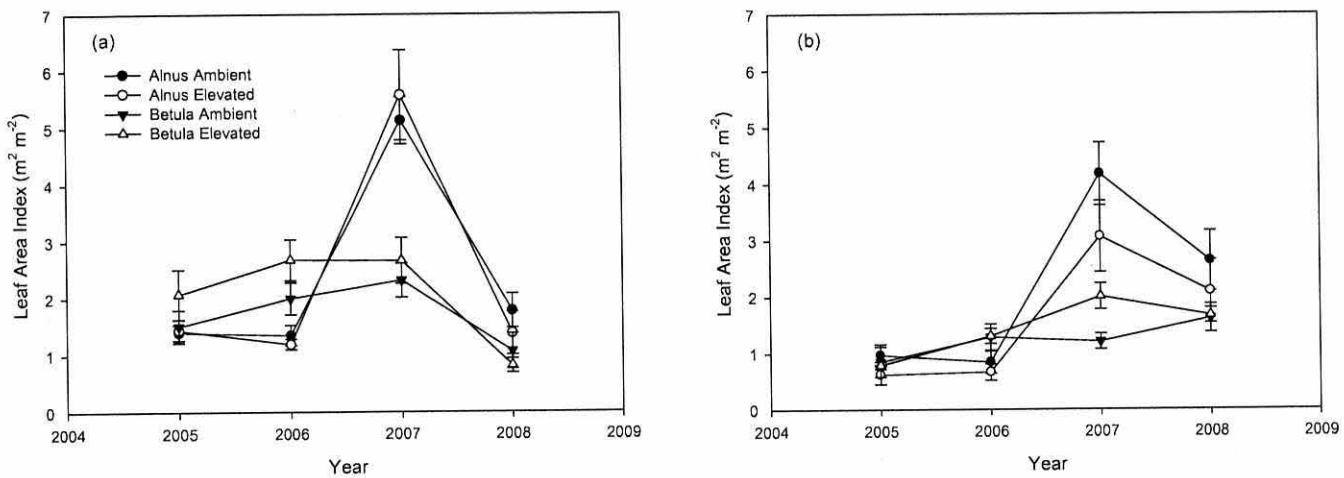 (a)
Alnus Ambient
Alnus Elevated
Betula Ambient
Betula Elevated
Leaf Area Index (m² m⁻²)
7
6
5
4
3
2
1
0
2004 2005 2006 2007 2008 2009
Year
(b)
Leaf Area Index (m² m⁻²)
7
6
5
4
3
2
1
0
2004 2005 2006 2007 2008 2009
Year